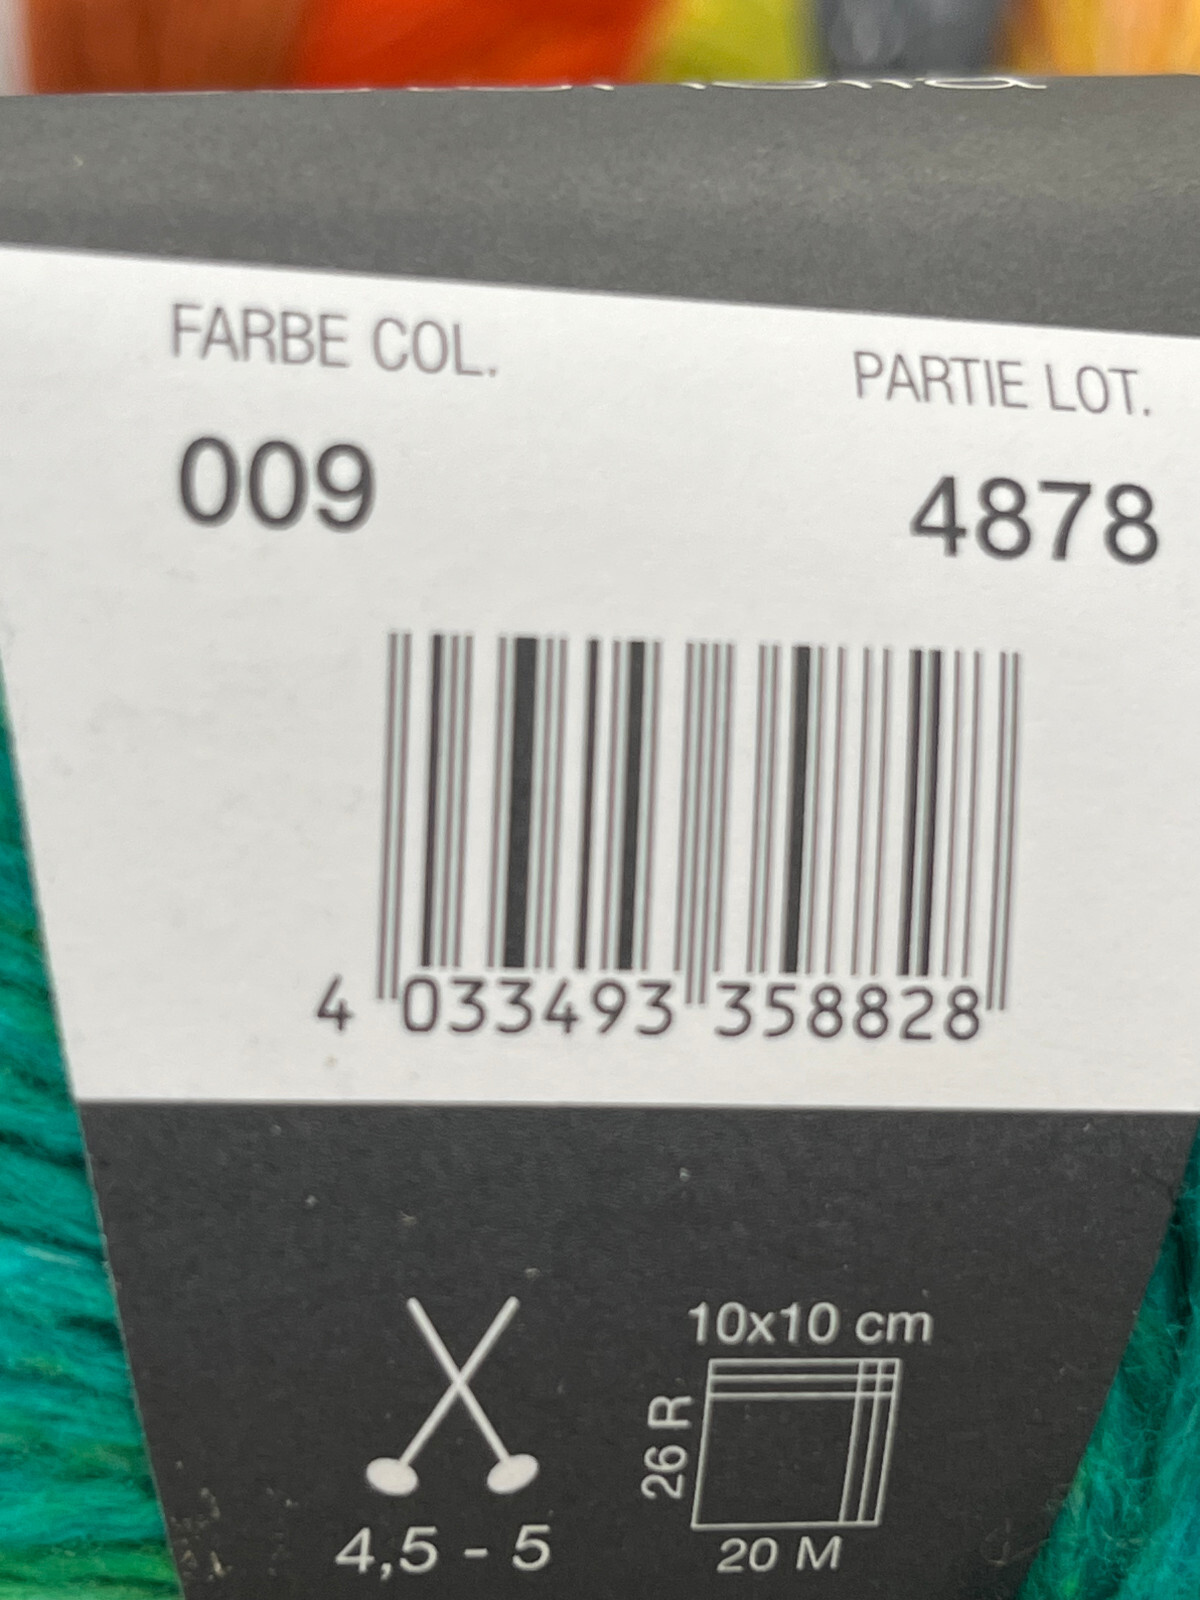 FARBE COL.
PARTIE LOT.
009
4878
4 033493 358828
10x10 cm
26 R
4,5 - 5
20 M